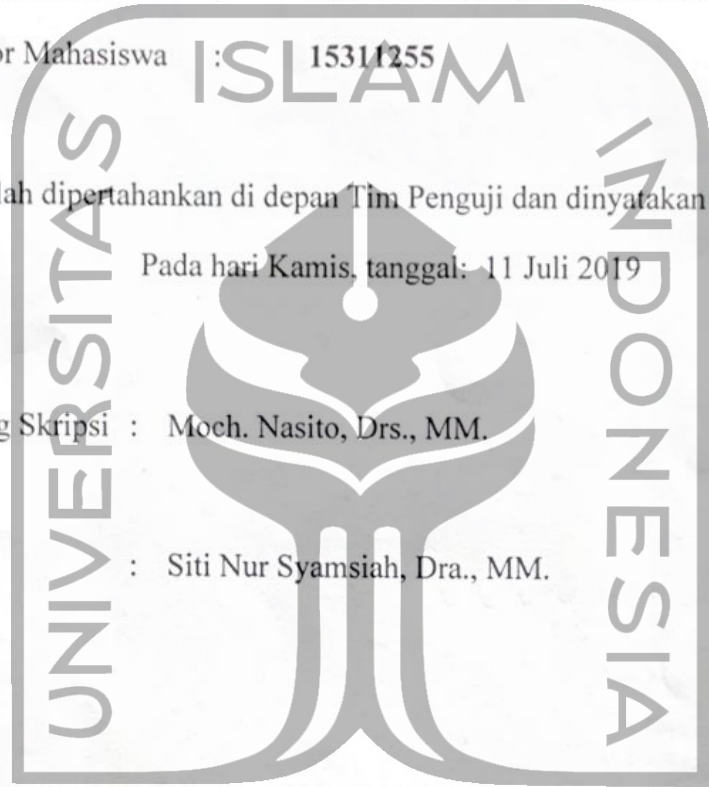 or Mahasiswa : 15311255
lah dipertahankan di depan Tim Penguji dan dinyatakan
Pada hari Kamis, tanggal: 11 Juli 2019
g Skripsi : Moch. Nasito, Drs., MM.
: Siti Nur Syamsiah, Dra., MM.
UNIVERSITAS
ISLAM
INDONESIA